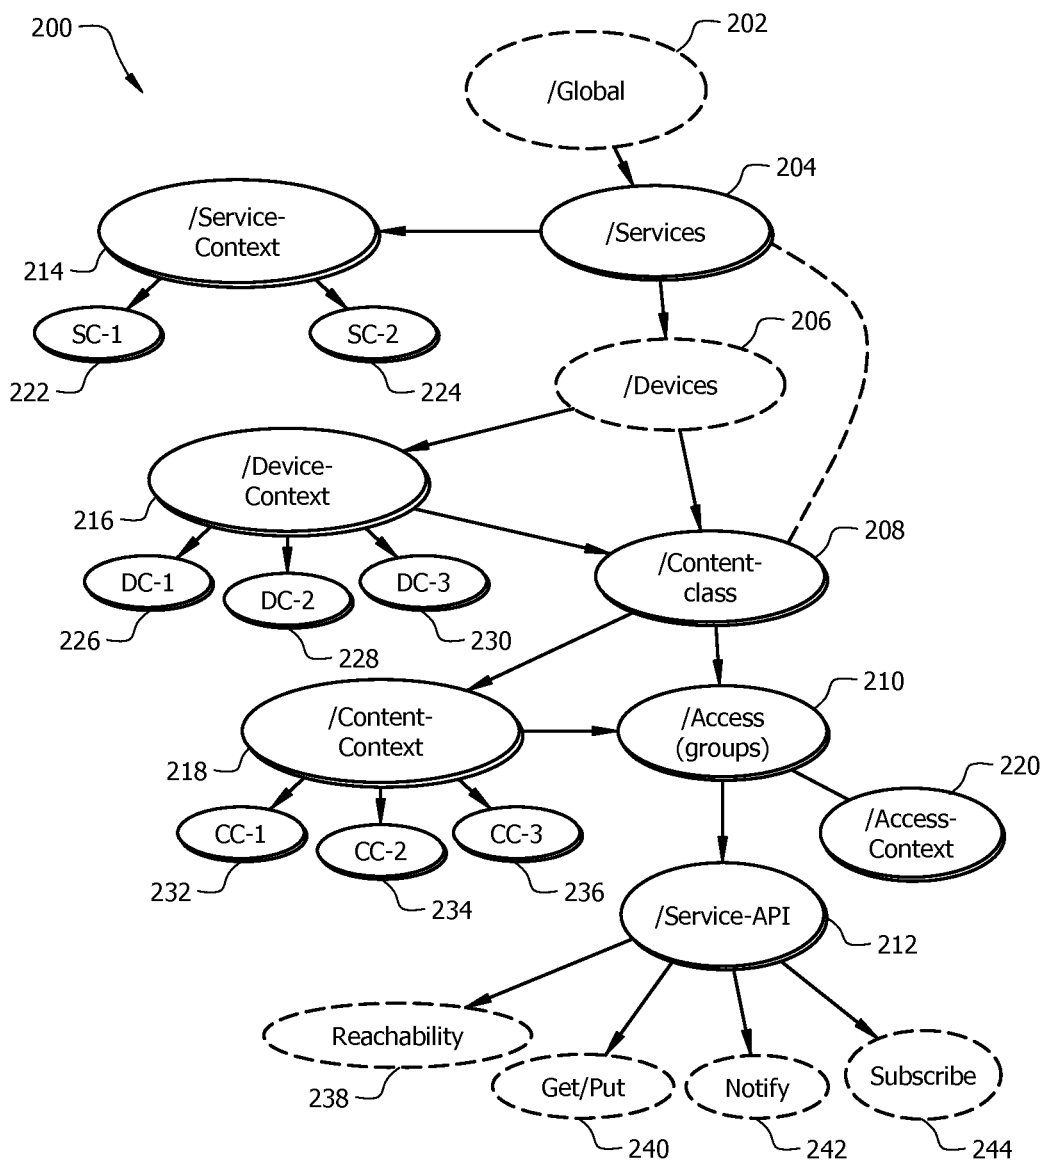 200
202
/Global
204
/Service-
Context
/Services
214
SC-1
SC-2
206
222
224
/Devices
/Device-
Context
216
208
/Content-
class
DC-1
DC-2
DC-3
226
228
230
210
/Content-
Context
/Access
(groups)
218
220
CC-1
CC-2
CC-3
/Access-
Context
232
234
236
/Service-API
212
Reachability
238
Get/Put
Notify
Subscribe
240
242
244